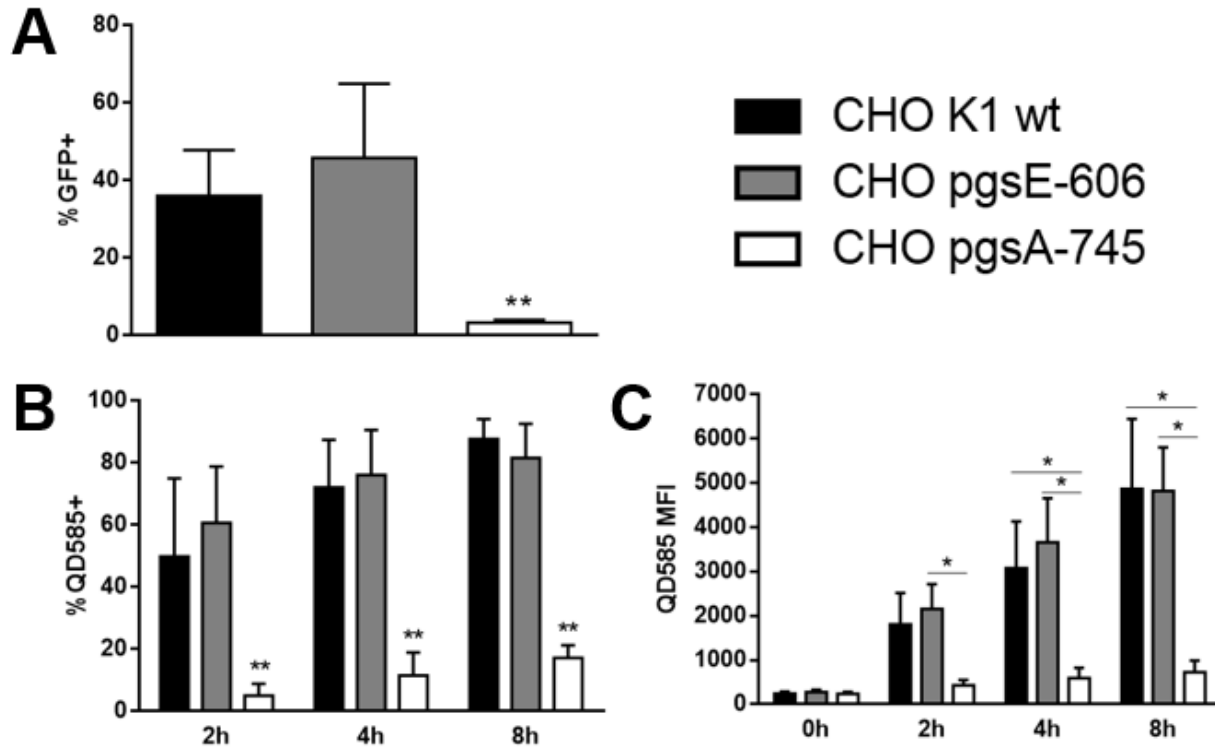 A
80
60
40
20
0
%GFP+
**
CHO K1 wt
CHO pgsE-606
CHO pgsA-745
B
100
80
60
40
20
0
%QD585+
**
**
**
2h
4h
8h
C
7000
6000
5000
4000
3000
2000
1000
0
QD585 MFI
*
*
*
*
*
0h
2h
4h
8h